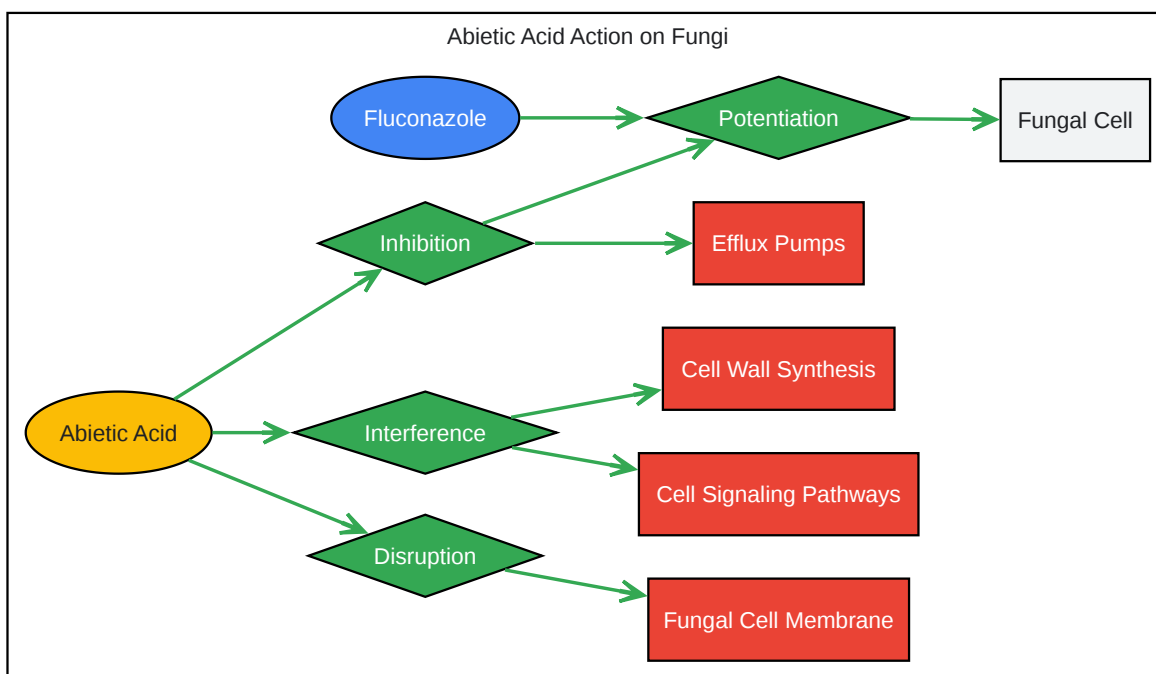 Abietic Acid Action on Fungi
Fluconazole
Potentiation
Fungal Cell
Inhibition
Efflux Pumps
Cell Wall Synthesis
Abietic Acid
Interference
Cell Signaling Pathways
Disruption
Fungal Cell Membrane